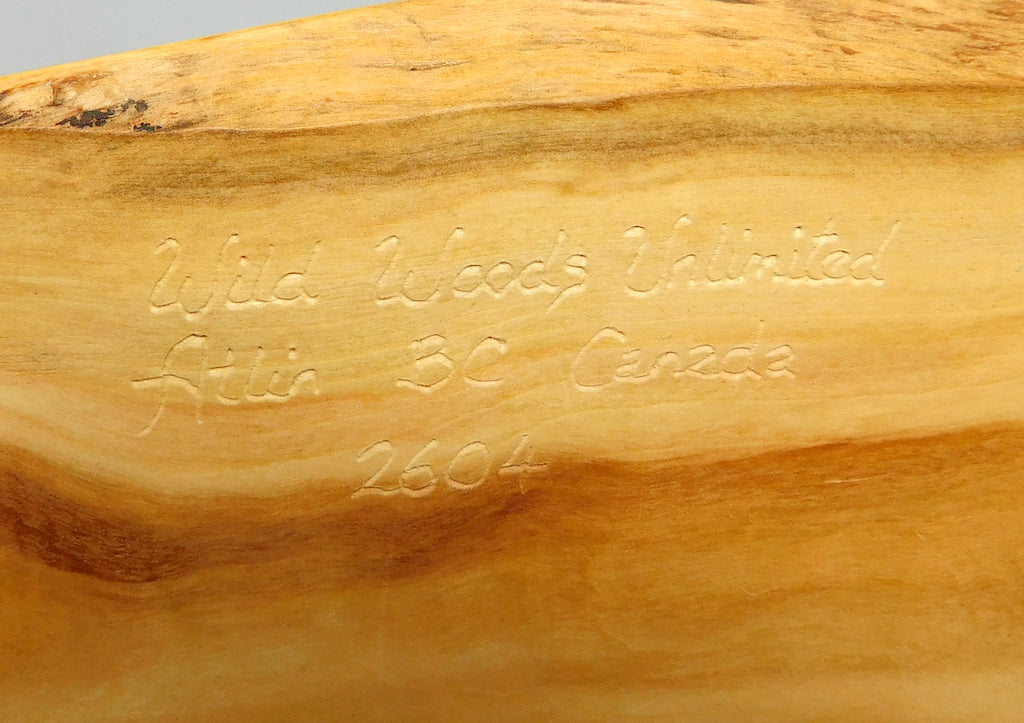 Wild Woods Unlimited
Atlin BC Canada
2604